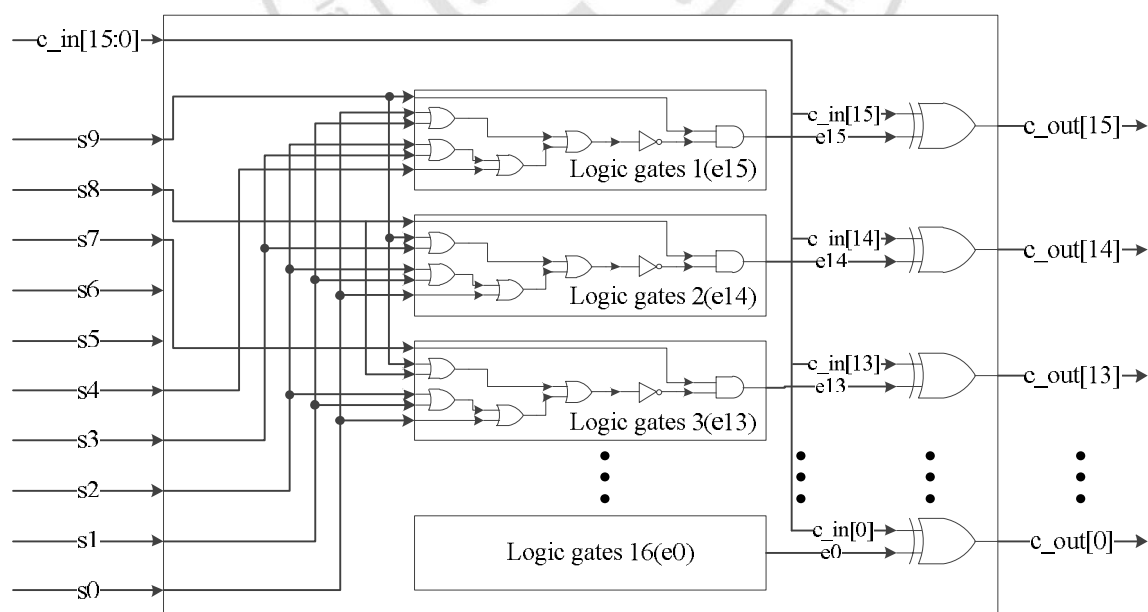 c_in[15:0]
s9
s8
s7
s6
s5
s4
s3
s2
s1
s0
Logic gates 1(e15)
Logic gates 2(e14)
Logic gates 3(e13)
Logic gates 16(e0)
c_in[15]
e15
c_out[15]
c_in[14]
e14
c_out[14]
c_in[13]
e13
c_out[13]
c_in[0]
e0
c_out[0]